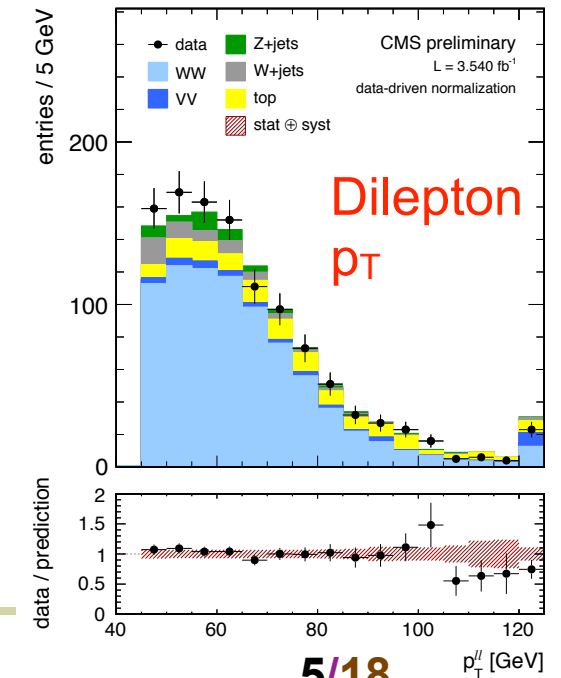 entries / 5 GeV
data
WW
VV
Z+jets
W+jets
top
stat ⊕ syst
CMS preliminary
L = 3.540 fb⁻¹
data-driven normalization
Dilepton
pT
200
100
0
data / prediction
2
1.5
1
0.5
0
40 60 80 100 120
5/18
p_T^{ll} [GeV]